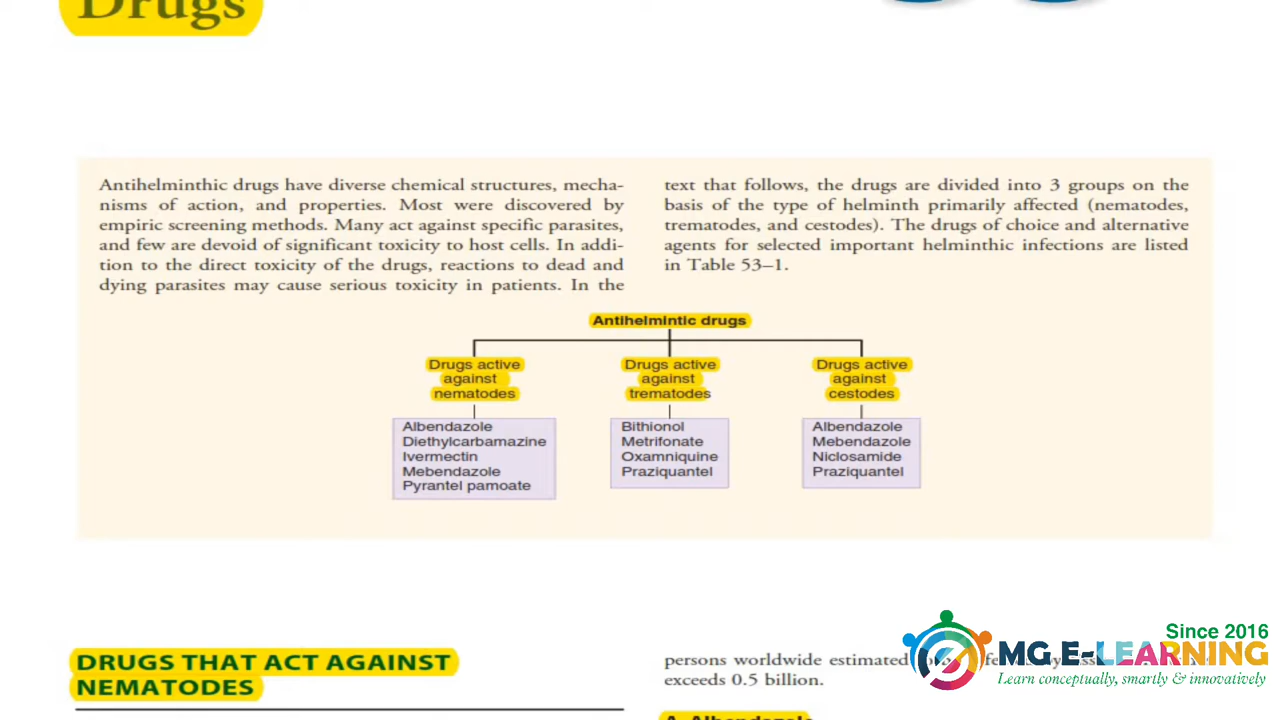 Drugs
Antihelminthic drugs have diverse chemical structures, mecha-
nisms of action, and properties. Most were discovered by
empiric screening methods. Many act against specific parasites,
and few are devoid of significant toxicity to host cells. In addi-
tion to the direct toxicity of the drugs, reactions to dead and
dying parasites may cause serious toxicity in patients. In the
text that follows, the drugs are divided into 3 groups on the
basis of the type of helminth primarily affected (nematodes,
trematodes, and cestodes). The drugs of choice and alternative
agents for selected important helminthic infections are listed
in Table 53–1.
Antihelmintic drugs
Drugs active
against
nematodes
Albendazole
Diethylcarbamazine
Ivermectin
Mebendazole
Pyrantel pamoate
Drugs active
against
trematodes
Bithionol
Metrifonate
Oxamniquine
Praziquantel
Drugs active
against
cestodes
Albendazole
Mebendazole
Niclosamide
Praziquantel
DRUGS THAT ACT AGAINST
NEMATODES
persons worldwide estimated
exceeds 0.5 billion.
A. Albendazole
Since 2016
MG E-LEARNING
Learn conceptually, smartly & innovatively